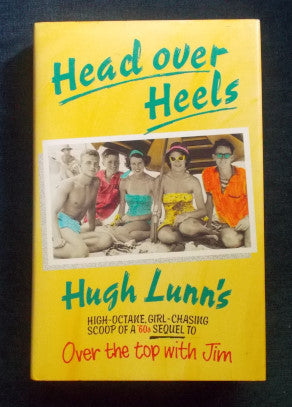 Head over
Heels
Hugh Lunn's
HIGH-OCTANE, GIRL-CHASING
SCOOP OF A '60s SEQUEL TO
Over the top with Jim